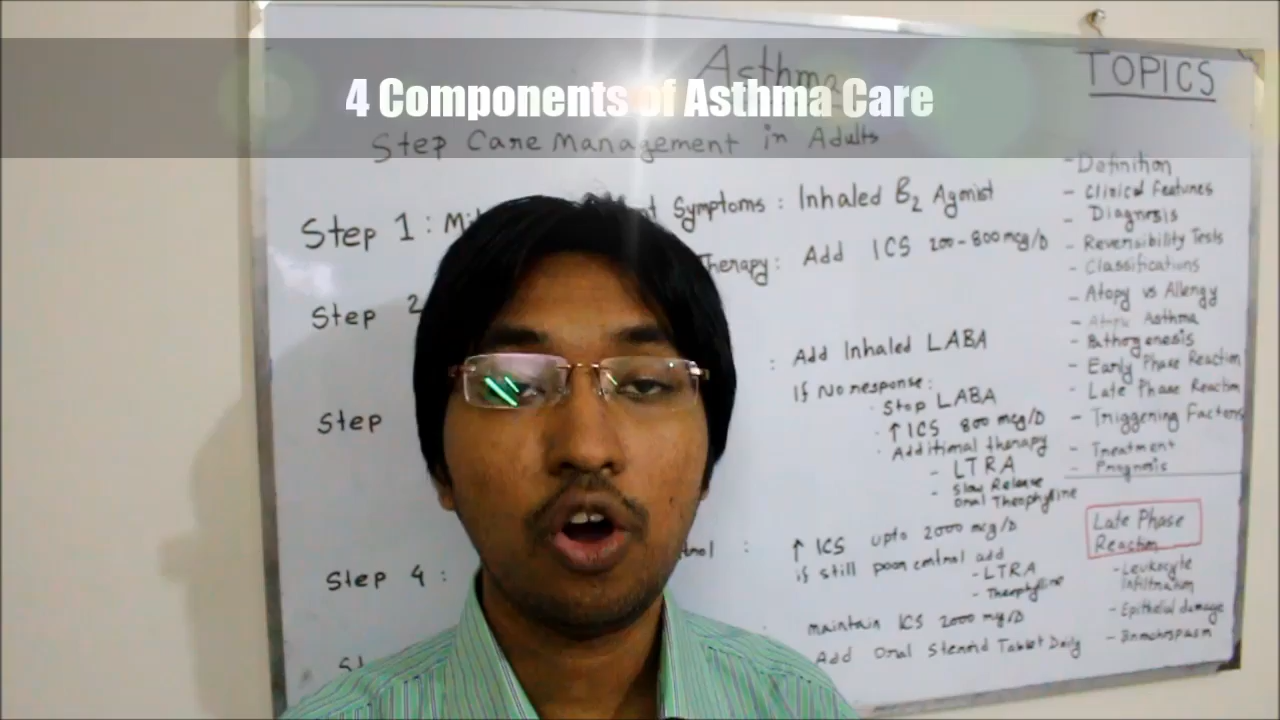 4 Components of Asthma Care
Asthma
Step Care Management in Adults
Step 1 : Symptoms : Inhaled B2 Agonist
Therapy : Add ICS 200-800 mcg/D
Step 2
Step
: Add Inhaled LABA
if No response :
· Stop LABA
· ↑ ICS 800 mcg/D
· Additional therapy
- LTRA
- Slow Release
oral Theophylline
Step 4 :
: ↑ ICS upto 2000 mcg/D
if still poor control add
- LTRA
- Theophylline
maintain ICS 2000 mcg/D
Add Oral Steroid Tablet Daily
TOPICS
- Definition
- Clinical Features
- Diagnosis
- Reversibility Tests
- Classifications
- Atopy vs Allergy
- Atopic Asthma
- Pathogenesis
- Early Phase Reaction
- Late Phase Reaction
- Triggering Factors
- Treatment
- Prognosis
Late Phase
Reaction
- Leukocyte
infiltration
- Epithelial damage
- Bronchospasm